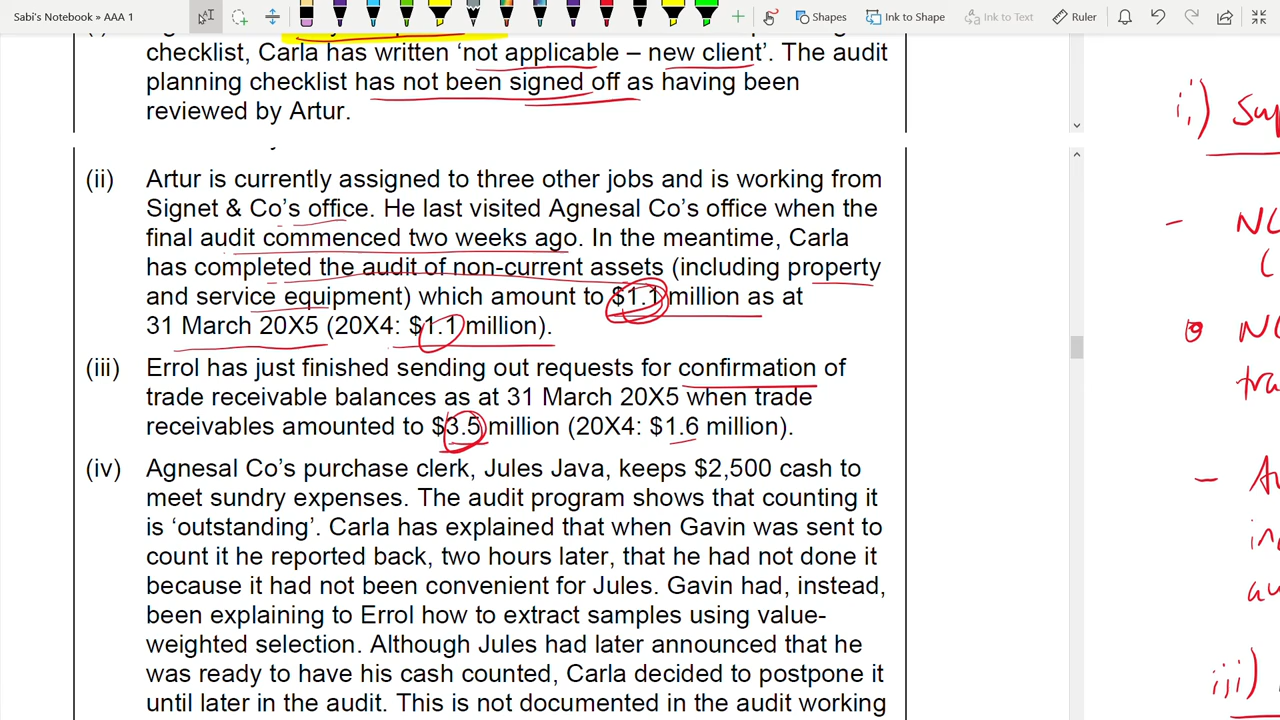 Sabi's Notebook » AAA 1
Shapes
Ink to Shape
Ink to Text
Ruler
checklist, Carla has written ‘not applicable – new client’. The audit
planning checklist has not been signed off as having been
reviewed by Artur.
(ii) Artur is currently assigned to three other jobs and is working from
Signet & Co’s office. He last visited Agnesal Co’s office when the
final audit commenced two weeks ago. In the meantime, Carla
has completed the audit of non-current assets (including property
and service equipment) which amount to $1.1 million as at
31 March 20X5 (20X4: $1.1 million).
(iii) Errol has just finished sending out requests for confirmation of
trade receivable balances as at 31 March 20X5 when trade
receivables amounted to $3.5 million (20X4: $1.6 million).
(iv) Agnesal Co’s purchase clerk, Jules Java, keeps $2,500 cash to
meet sundry expenses. The audit program shows that counting it
is ‘outstanding’. Carla has explained that when Gavin was sent to
count it he reported back, two hours later, that he had not done it
because it had not been convenient for Jules. Gavin had, instead,
been explaining to Errol how to extract samples using value-
weighted selection. Although Jules had later announced that he
was ready to have his cash counted, Carla decided to postpone it
until later in the audit. This is not documented in the audit working
ii)
iii)